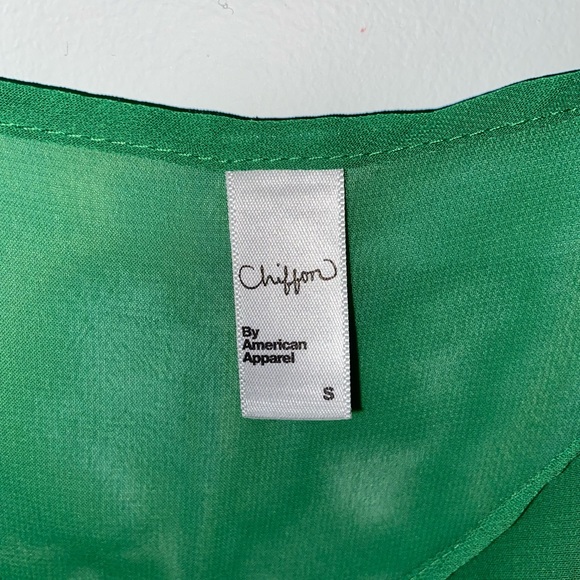 Chiffon
By
American
Apparel
S